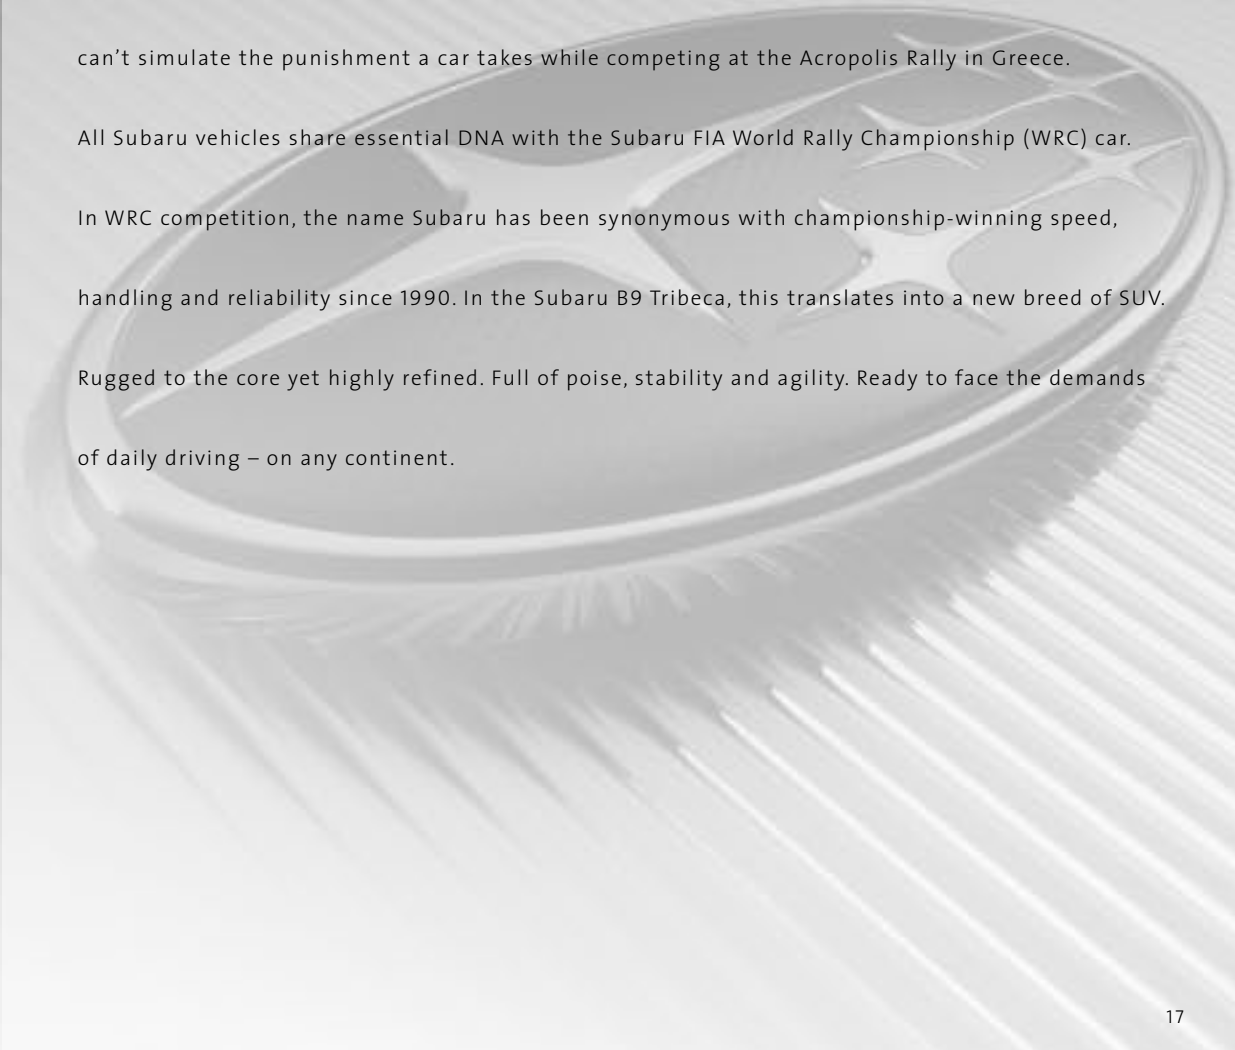 can’t simulate the punishment a car takes while competing at the Acropolis Rally in Greece.
All Subaru vehicles share essential DNA with the Subaru FIA World Rally Championship (WRC) car.
In WRC competition, the name Subaru has been synonymous with championship-winning speed,
handling and reliability since 1990. In the Subaru B9 Tribeca, this translates into a new breed of SUV.
Rugged to the core yet highly refined. Full of poise, stability and agility. Ready to face the demands
of daily driving – on any continent.
17